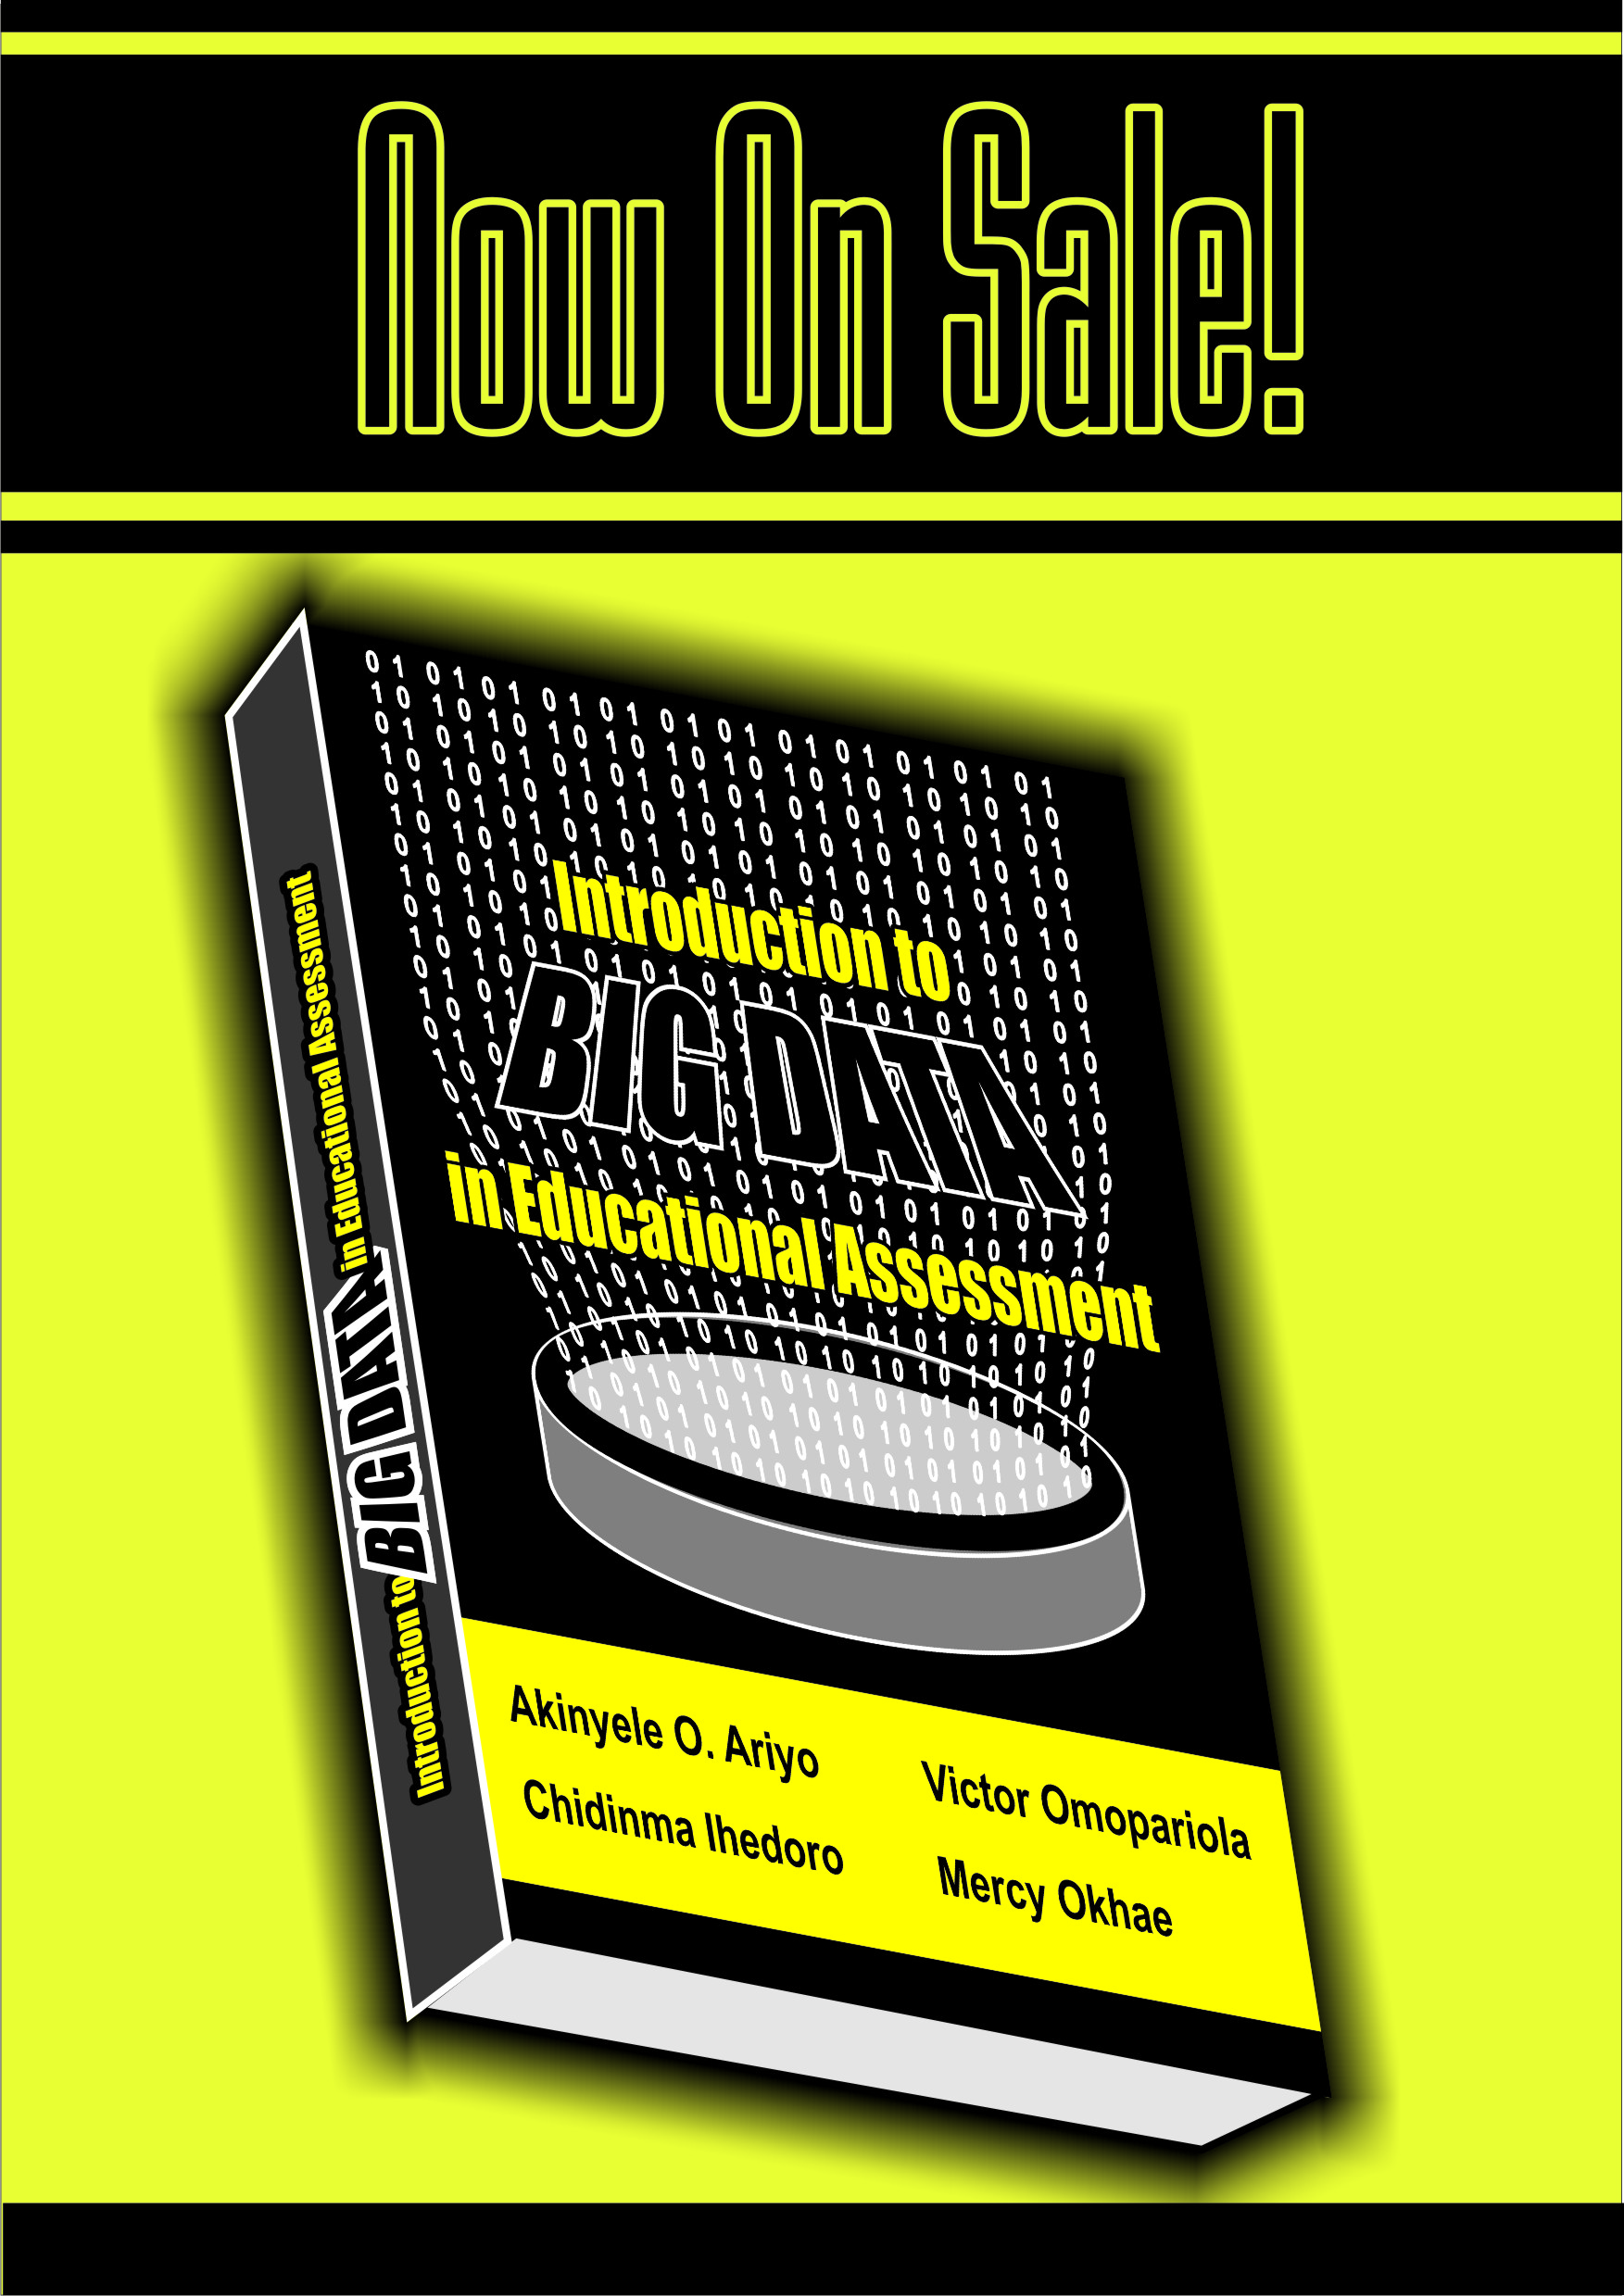 Now On Sale!
Introduction to
BIG DATA
in Educational Assessment
Akinyele O. Ariyo
Victor Omopariola
Chidinma Ihedoro
Mercy Okhae
Introduction to BIG DATA in Educational Assessment